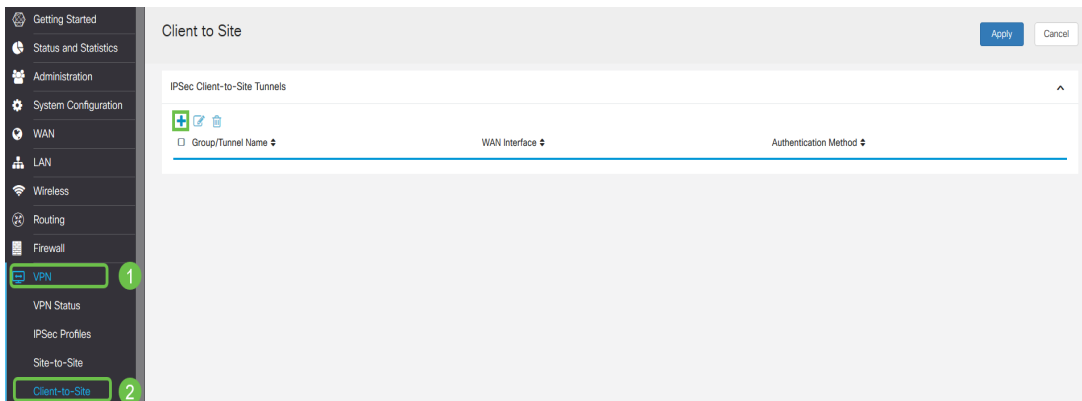 Getting Started
Status and Statistics
Administration
System Configuration
WAN
LAN
Wireless
Routing
Firewall
VPN 1
VPN Status
IPSec Profiles
Site-to-Site
Client-to-Site 2
Client to Site
Apply Cancel
IPSec Client-to-Site Tunnels
Group/Tunnel Name WAN Interface Authentication Method